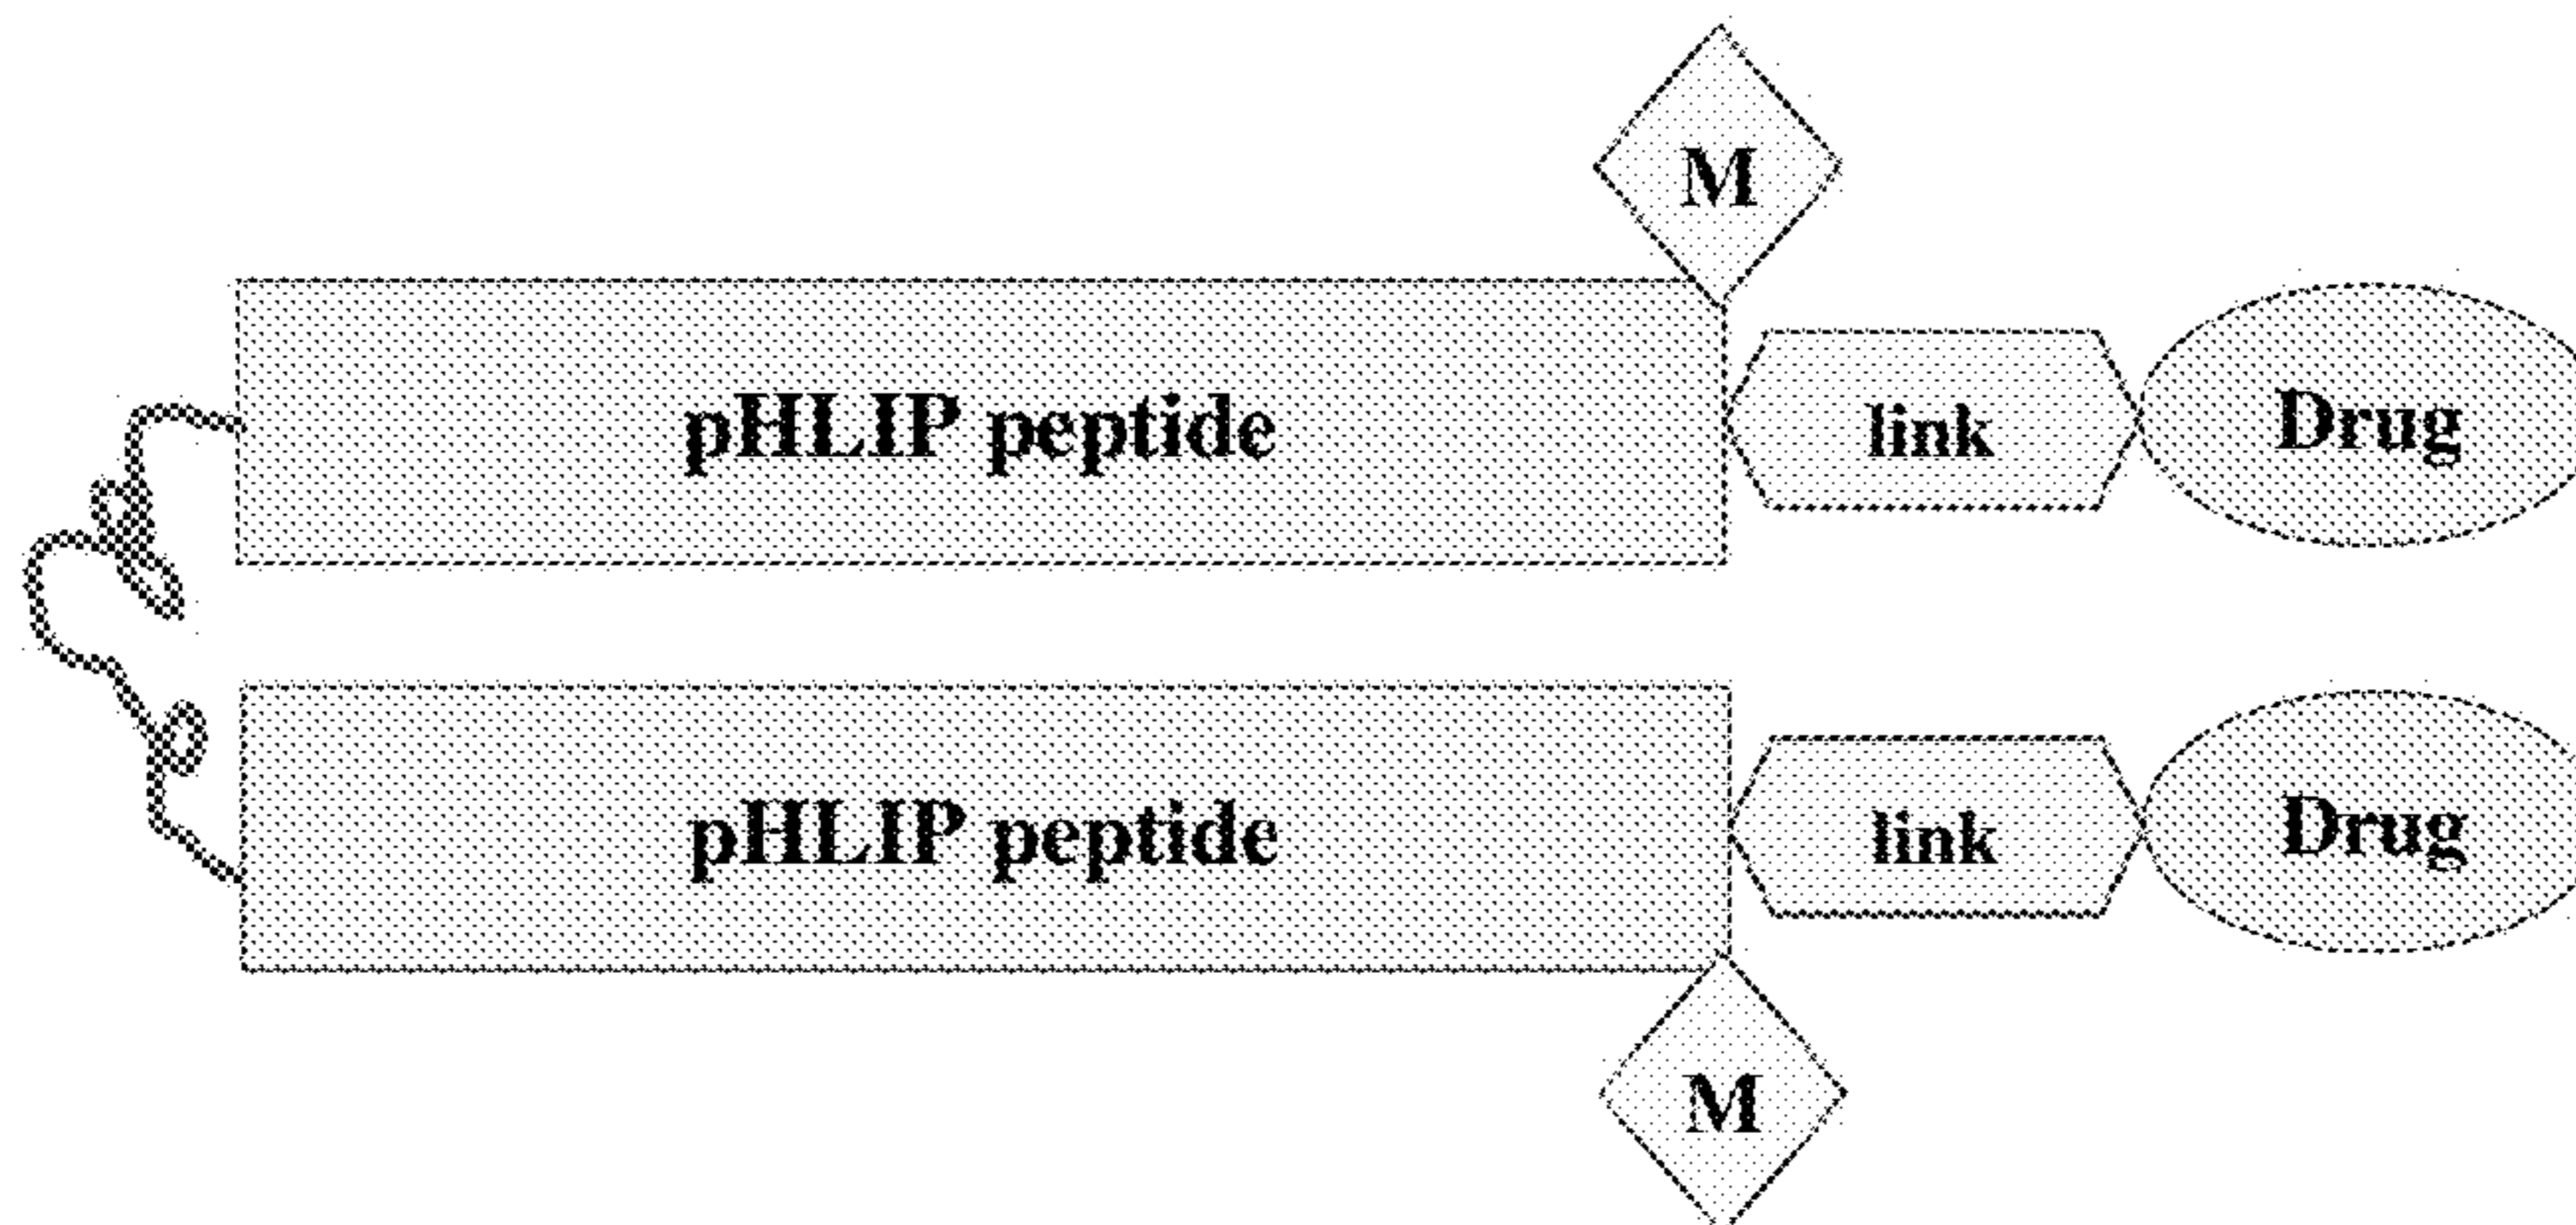 M
pHLIP peptide
link
Drug
pHLIP peptide
link
Drug
M